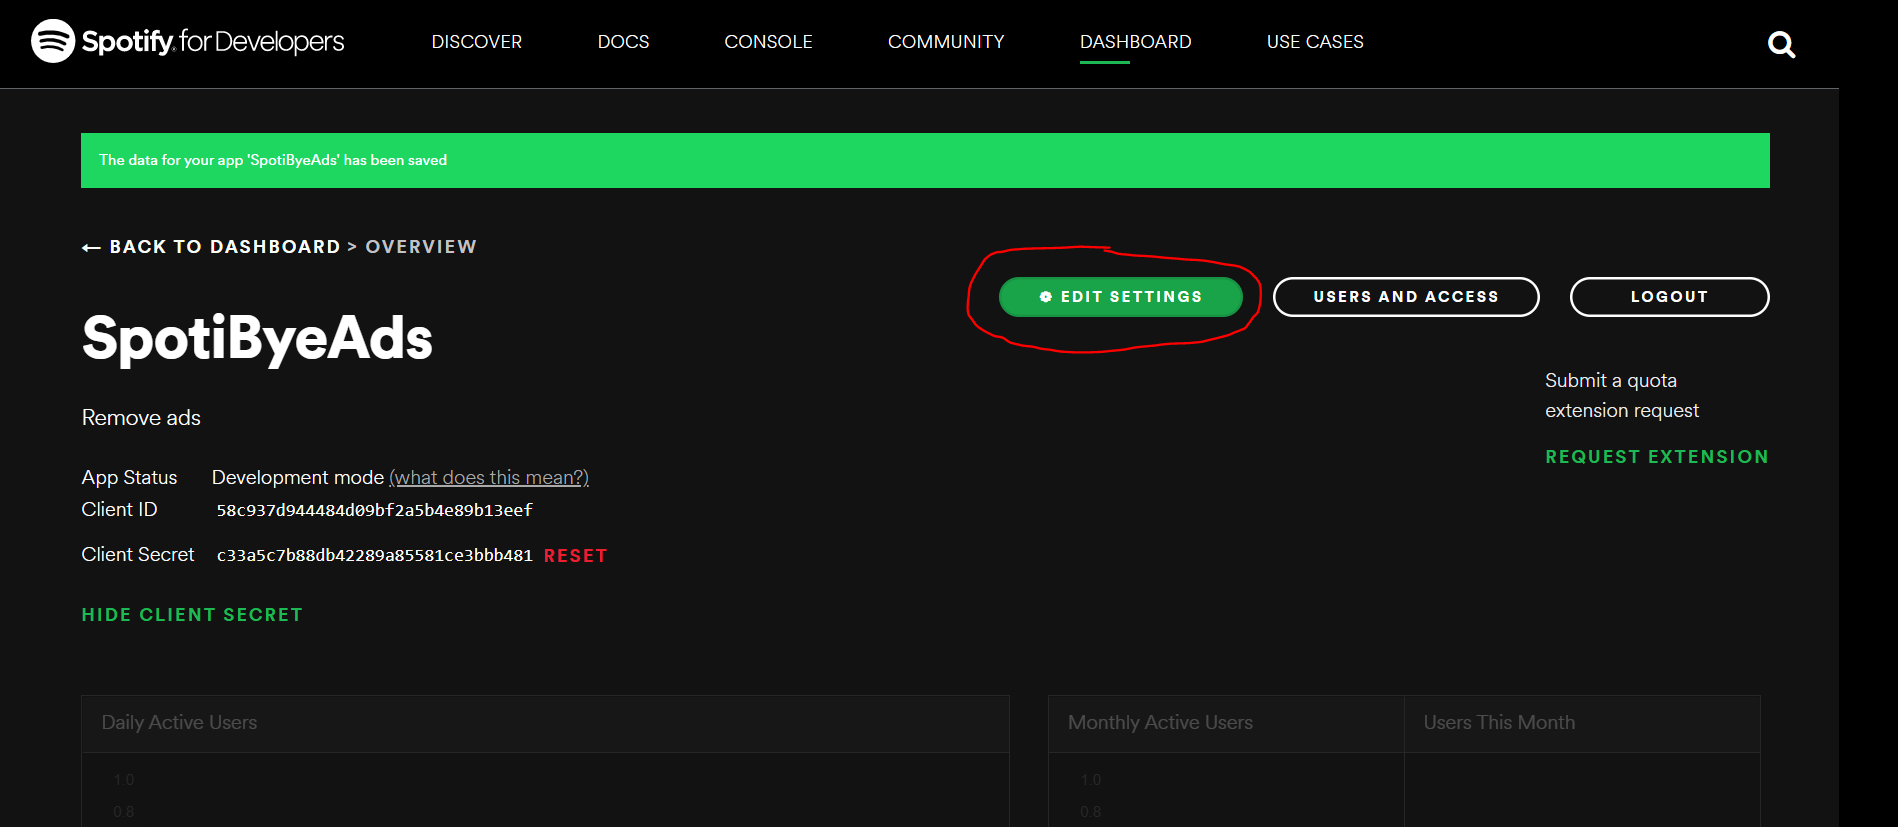 Spotify for Developers
DISCOVER
DOCS
CONSOLE
COMMUNITY
DASHBOARD
USE CASES
The data for your app 'SpotiByeAds' has been saved
← BACK TO DASHBOARD > OVERVIEW
EDIT SETTINGS
USERS AND ACCESS
LOGOUT
SpotiByeAds
Submit a quota
extension request
REQUEST EXTENSION
Remove ads
App Status Development mode (what does this mean?)
Client ID 58c937d944484d09bf2a5b4e89b13eef
Client Secret c33a5c7b88db42289a85581ce3bbb481 RESET
HIDE CLIENT SECRET
Daily Active Users
Monthly Active Users
Users This Month
1.0
1.0
0.8
0.8